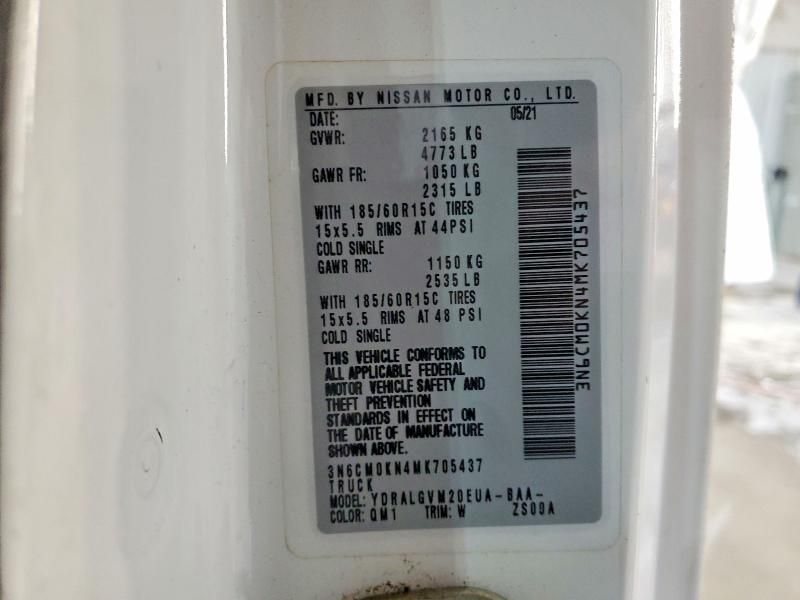 MFD. BY NISSAN MOTOR CO., LTD.
DATE: 05/21
GVWR: 2165 KG
4773 LB
GAWR FR: 1050 KG
2315 LB
WITH 185/60R15C TIRES
15x5.5 RIMS AT 44PSI
COLD SINGLE
GAWR RR: 1150 KG
2535 LB
WITH 185/60R15C TIRES
15x5.5 RIMS AT 48 PSI
COLD SINGLE
THIS VEHICLE CONFORMS TO
ALL APPLICABLE FEDERAL
MOTOR VEHICLE SAFETY AND
THEFT PREVENTION
STANDARDS IN EFFECT ON
THE DATE OF MANUFACTURE
SHOWN ABOVE.
3N6CM0KN4MK705437
TRUCK
MODEL: YDRALGVM20EUA-BAA-
COLOR: QM1 TRIM: W ZS09A
3N6CM0KN4MK705437